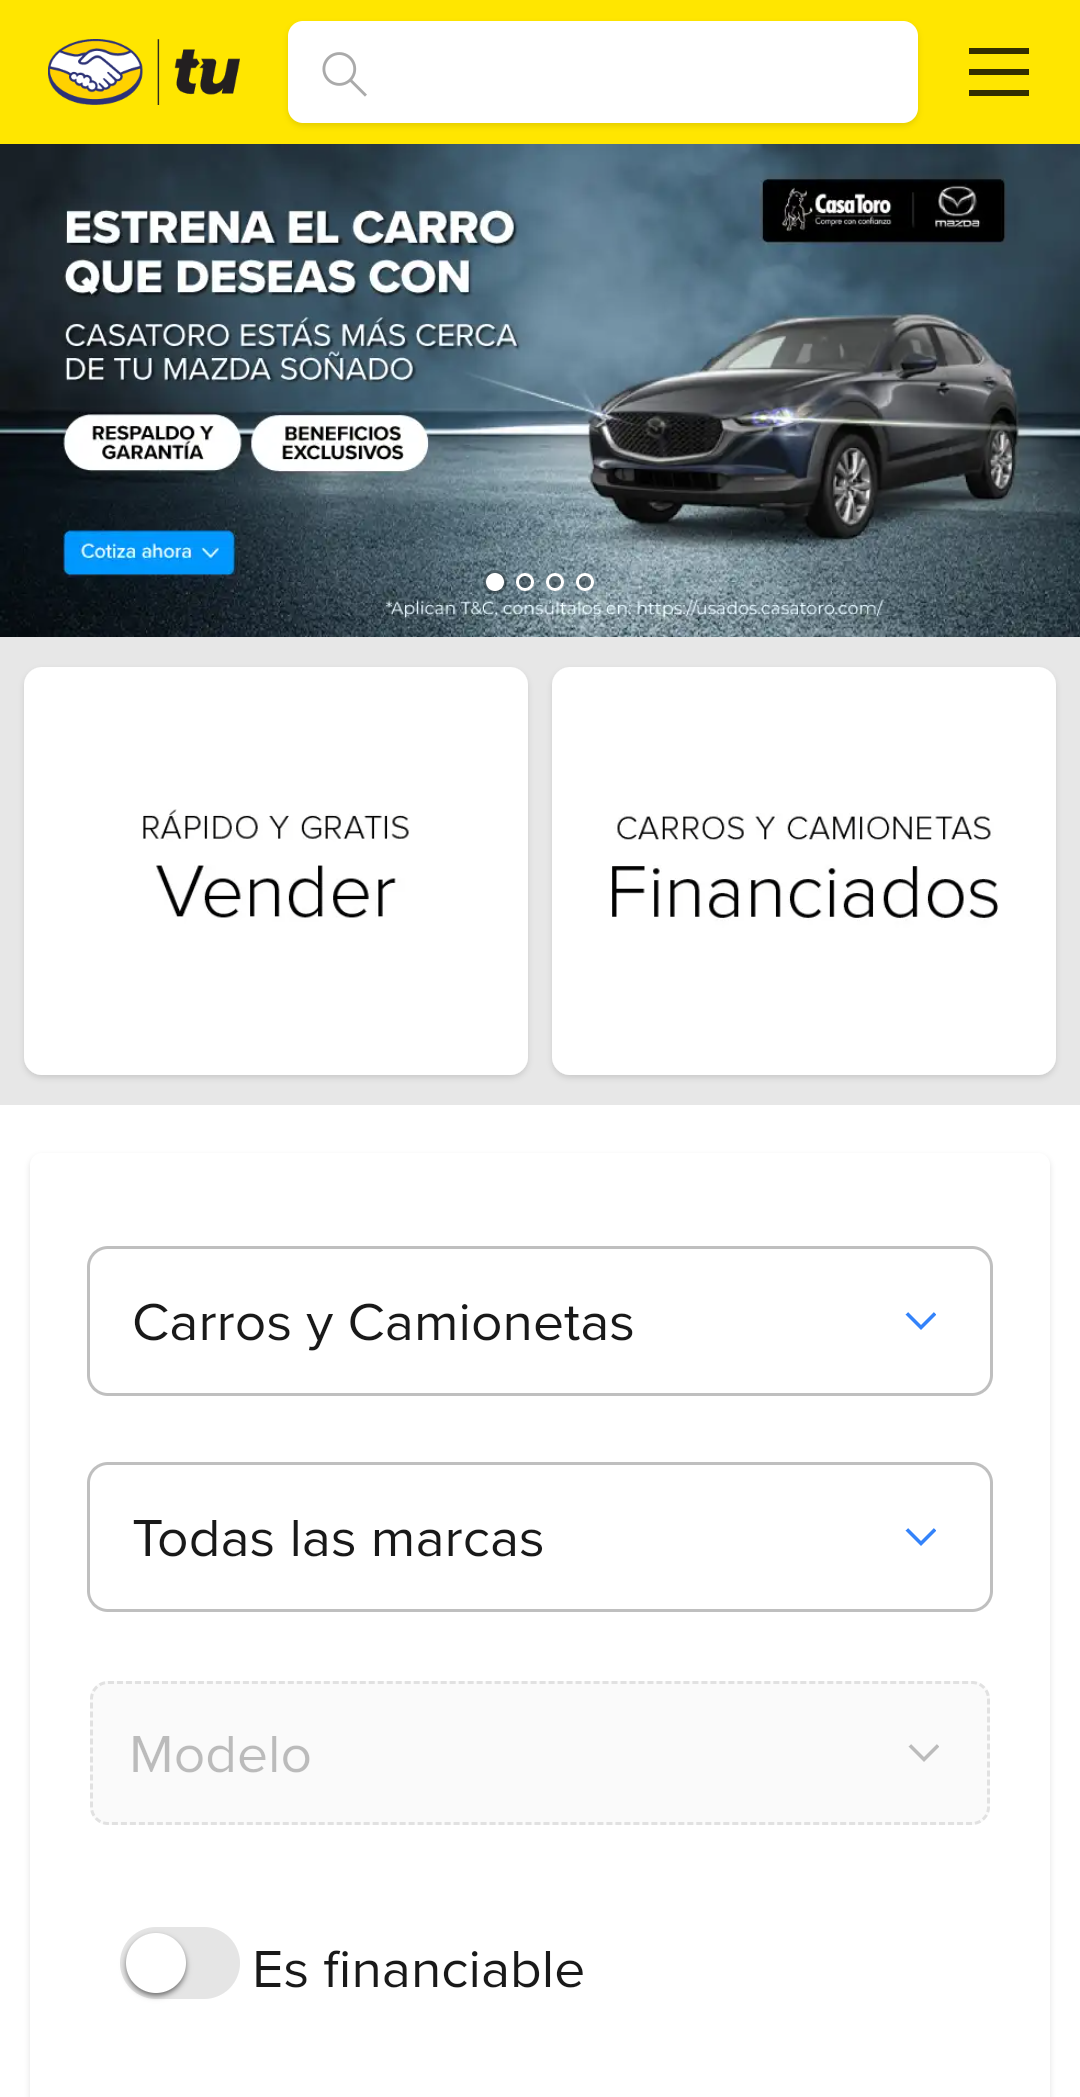 tu
CasaToro
Compre con confianza
mazda
ESTRENA EL CARRO
QUE DESEAS CON
CASATORO ESTÁS MÁS CERCA
DE TU MAZDA SOÑADO
RESPALDO Y
GARANTÍA
BENEFICIOS
EXCLUSIVOS
Cotiza ahora
*Aplican T&C, consúltalos en: https://usados.casatoro.com/
RÁPIDO Y GRATIS
Vender
CARROS Y CAMIONETAS
Financiados
Carros y Camionetas
Todas las marcas
Modelo
Es financiable